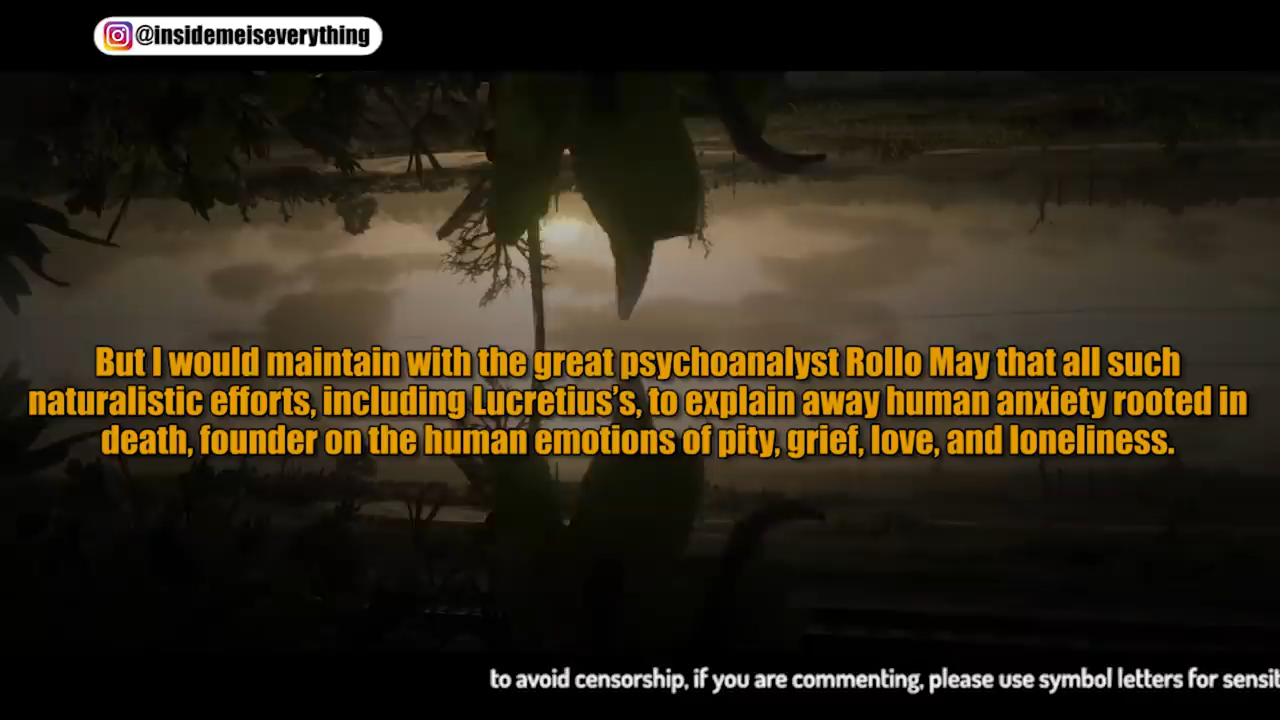 @insidemeiseverything
But I would maintain with the great psychoanalyst Rollo May that all such
naturalistic efforts, including Lucretius’s, to explain away human anxiety rooted in
death, founder on the human emotions of pity, grief, love, and loneliness.
to avoid censorship, if you are commenting, please use symbol letters for